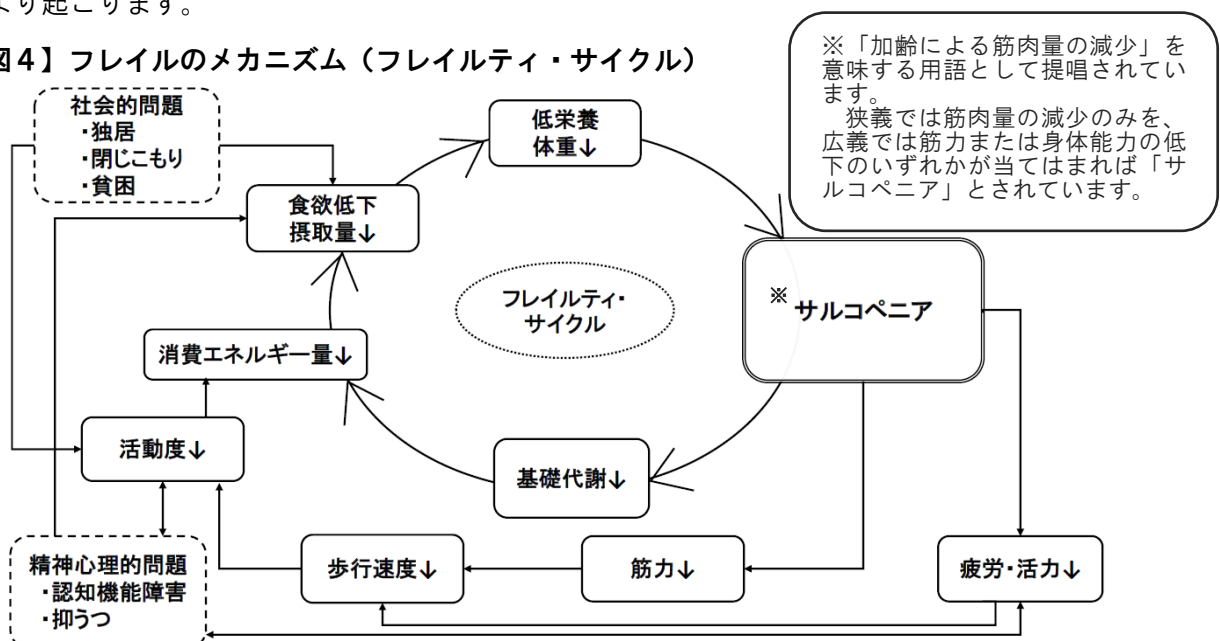 より起こります。
図4】フレイルのメカニズム（フレイルティ・サイクル）
※「加齢による筋肉量の減少」を
意味する用語として提唱されてい
ます。
　狭義では筋肉量の減少のみを、
広義では筋力または身体能力の低
下のいずれかが当てはまれば「サ
ルコペニア」とされています。
社会的問題
・独居
・閉じこもり
・貧困
低栄養
体重↓
食欲低下
摂取量↓
フレイルティ・
サイクル
※ サルコペニア
消費エネルギー量↓
活動度↓
基礎代謝↓
精神心理的問題
・認知機能障害
・抑うつ
歩行速度↓
筋力↓
疲労・活力↓